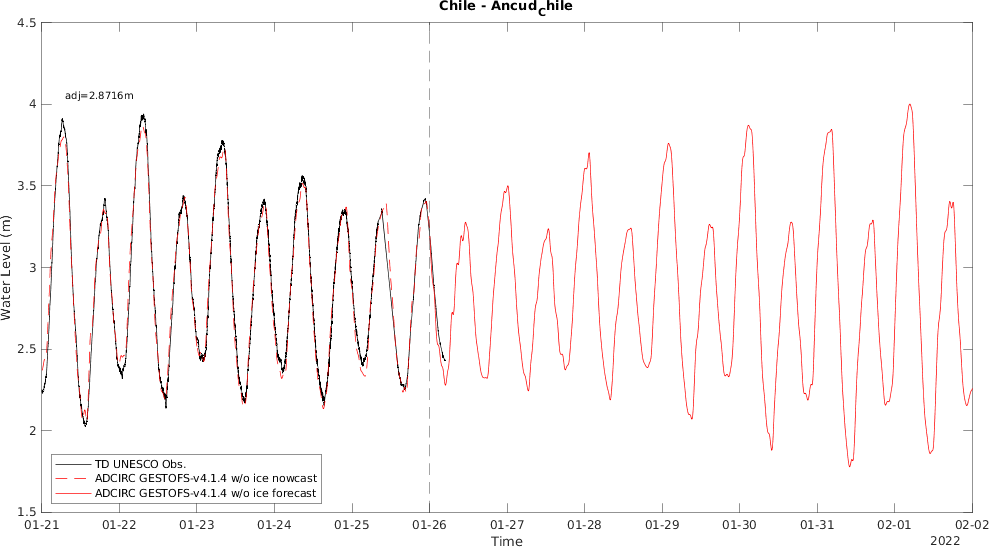 Chile - Ancud_Chile
4.5
adj=2.8716m
4
3.5
3
2.5
2
1.5
Water Level (m)
TD UNESCO Obs.
ADCIRC GESTOFS-v4.1.4 w/o ice nowcast
ADCIRC GESTOFS-v4.1.4 w/o ice forecast
01-21 01-22 01-23 01-24 01-25 01-26 01-27 01-28 01-29 01-30 01-31 02-01 02-02
Time
2022